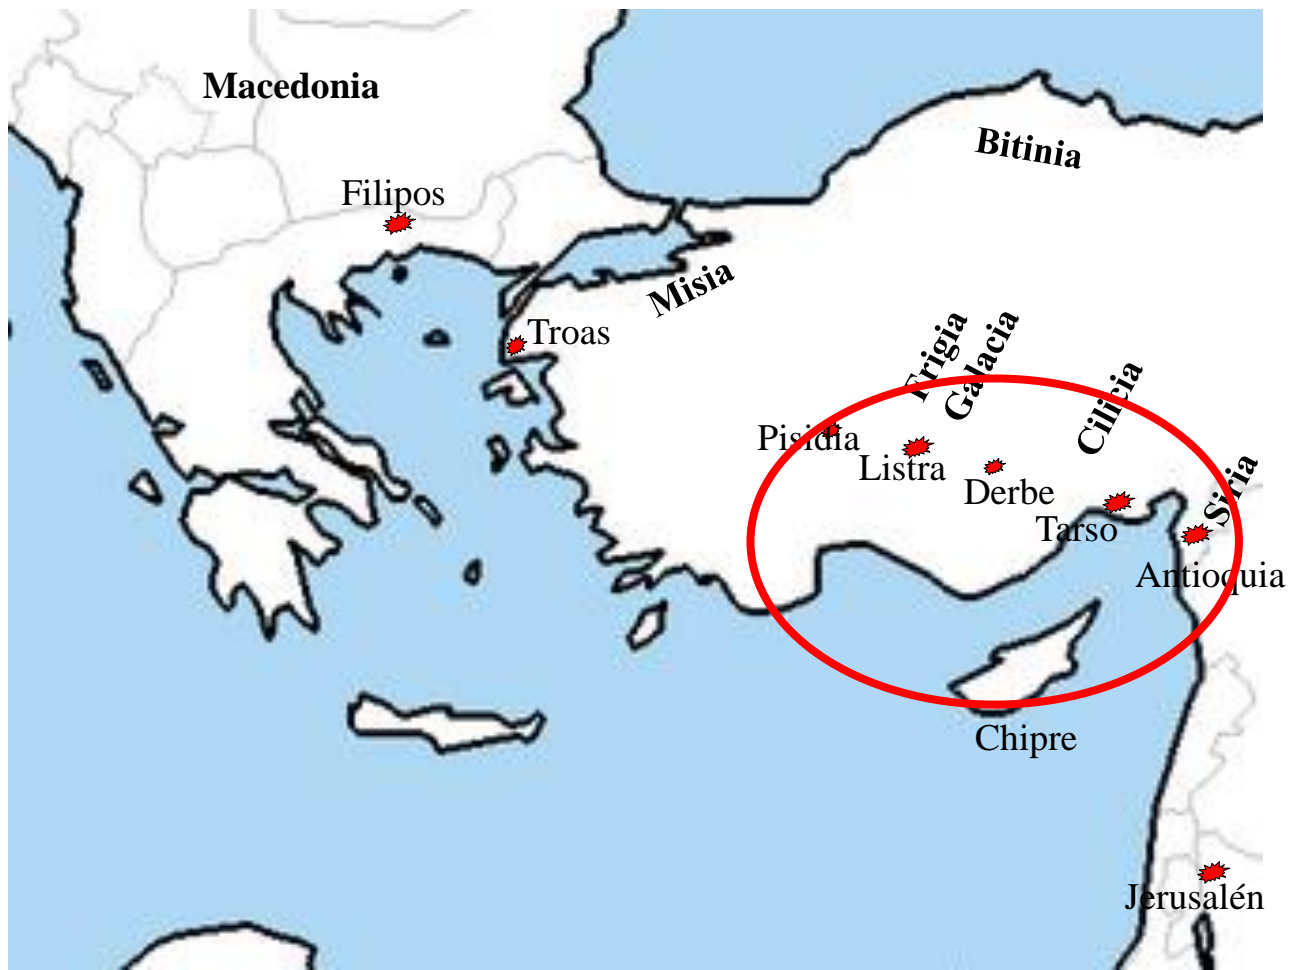 Macedonia
Bitinia
Filipos
Misia
Troas
Frigia
Galacia
Cilicia
Pisidia
Listra
Siria
Derbe
Tarso
Antioquia
Chipre
Jerusalén